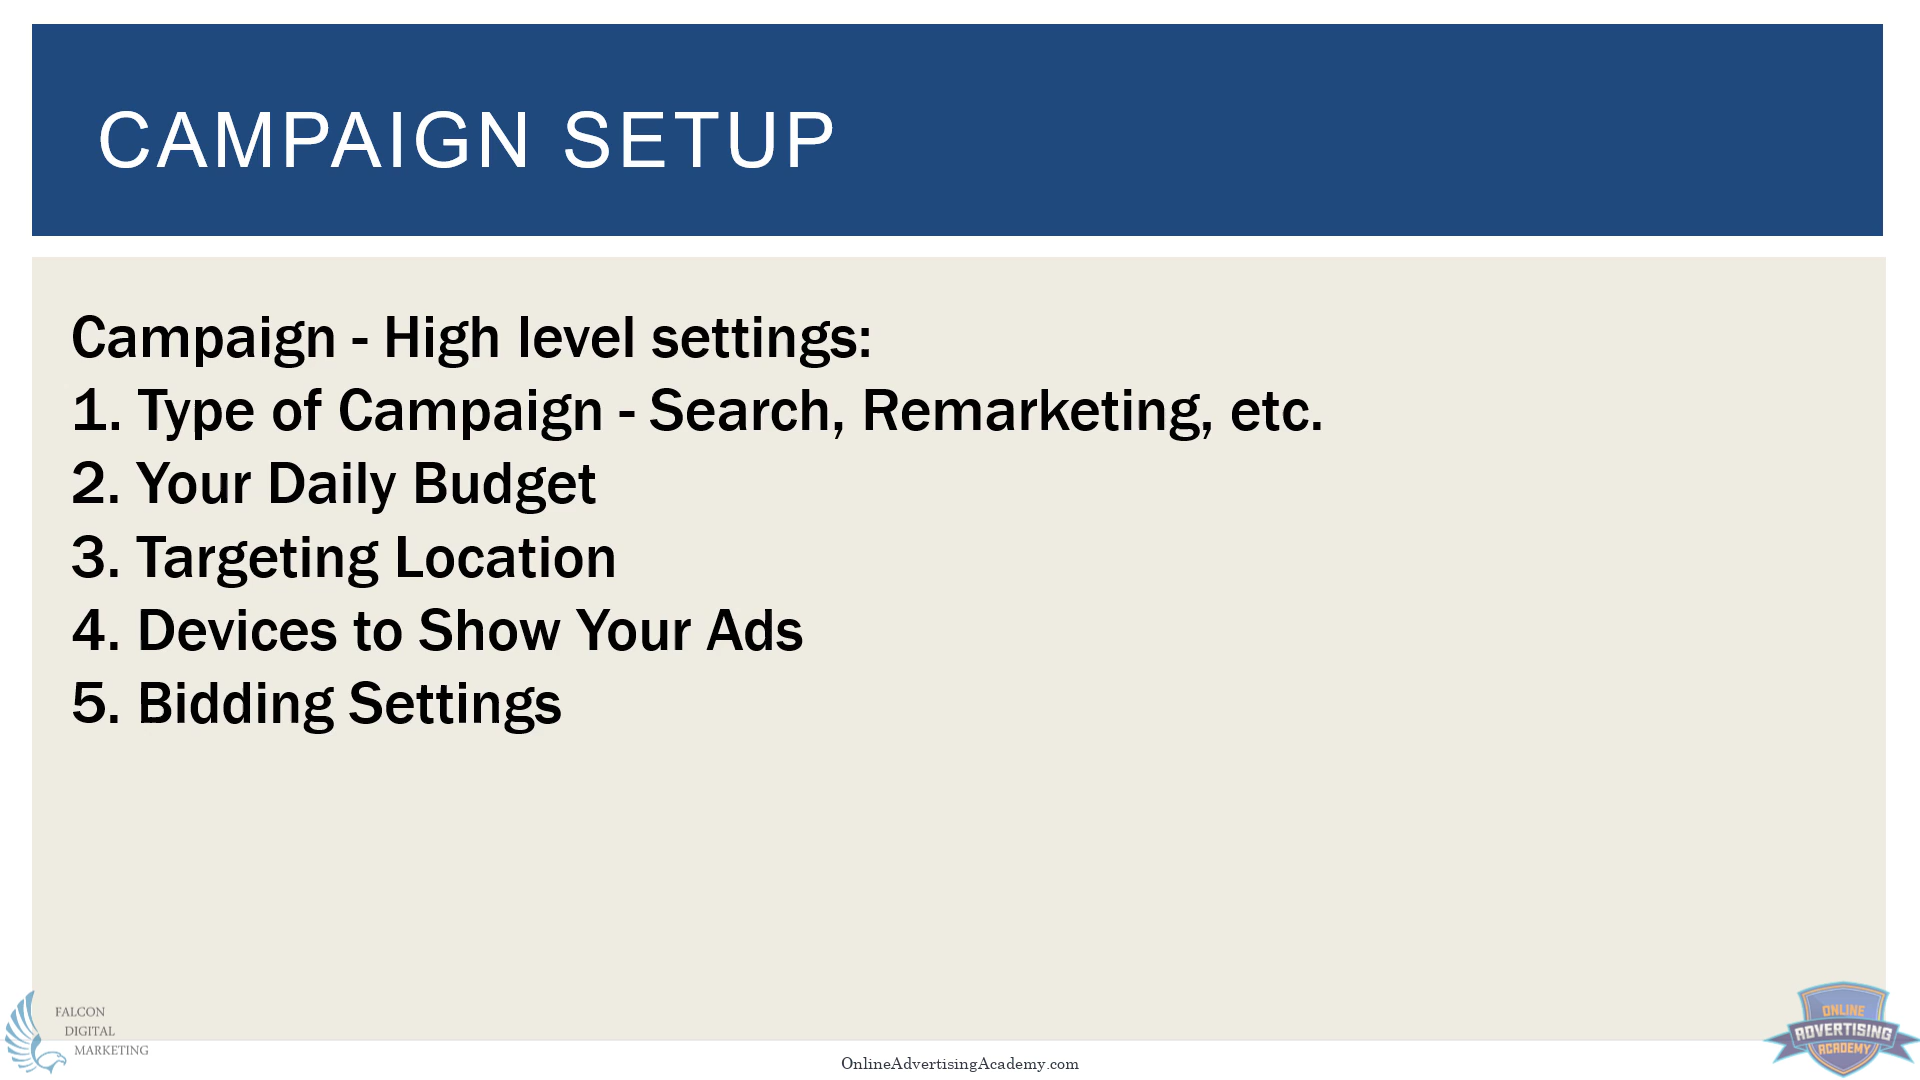 CAMPAIGN SETUP
Campaign - High level settings:
1. Type of Campaign - Search, Remarketing, etc.
2. Your Daily Budget
3. Targeting Location
4. Devices to Show Your Ads
5. Bidding Settings
FALCON
DIGITAL
MARKETING
OnlineAdvertisingAcademy.com
ONLINE
ADVERTISING
ACADEMY